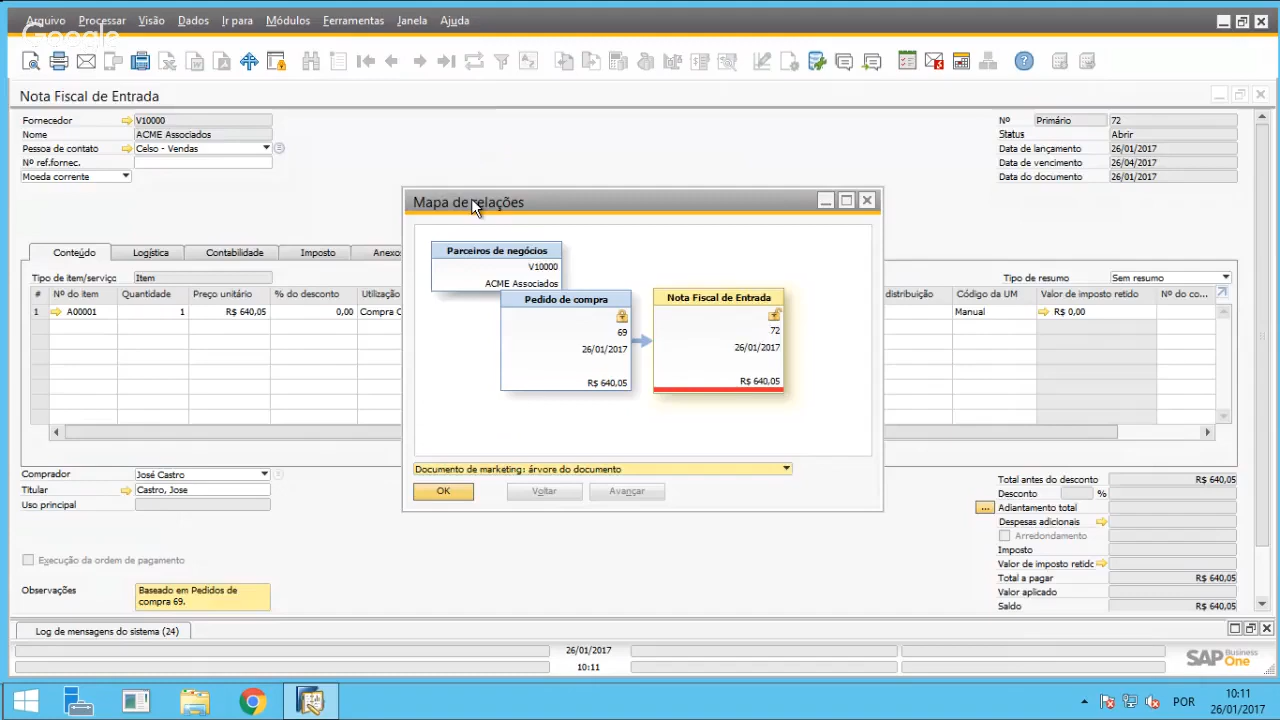 Arquivo Processar Visão Dados Ir para Módulos Ferramentas Janela Ajuda
Google
Nota Fiscal de Entrada
Fornecedor V10000
Nome ACME Associados
Pessoa de contato Celso - Vendas
Nº ref.fornec.
Moeda corrente
Nº Primário 72
Status Abrir
Data de lançamento 26/01/2017
Data de vencimento 26/04/2017
Data do documento 26/01/2017
Mapa de relações
Parceiros de negócios
V10000
ACME Associados
Pedido de compra
69
26/01/2017
R$ 640,05
Nota Fiscal de Entrada
72
26/01/2017
R$ 640,05
Documento de marketing: árvore do documento
OK Voltar Avançar
Conteúdo Logística Contabilidade Imposto Anexos
Tipo de item/serviço Item
Tipo de resumo Sem resumo
# Nº do item Quantidade Preço unitário % do desconto Utilização distribuição Código da UM Valor de imposto retido Nº do co...
1 A00001 1 R$ 640,05 0,00 Compra C Manual R$ 0,00
Comprador José Castro
Titular Castro, Jose
Uso principal
Execução da ordem de pagamento
Observações Baseado em Pedidos de
compra 69.
Total antes do desconto R$ 640,05
Desconto %
... Adiantamento total
Despesas adicionais
Arredondamento
Imposto
Valor de imposto retido
Total a pagar R$ 640,05
Valor aplicado
Saldo R$ 640,05
Log de mensagens do sistema (24)
26/01/2017
10:11
SAP Business One
POR
10:11
26/01/2017